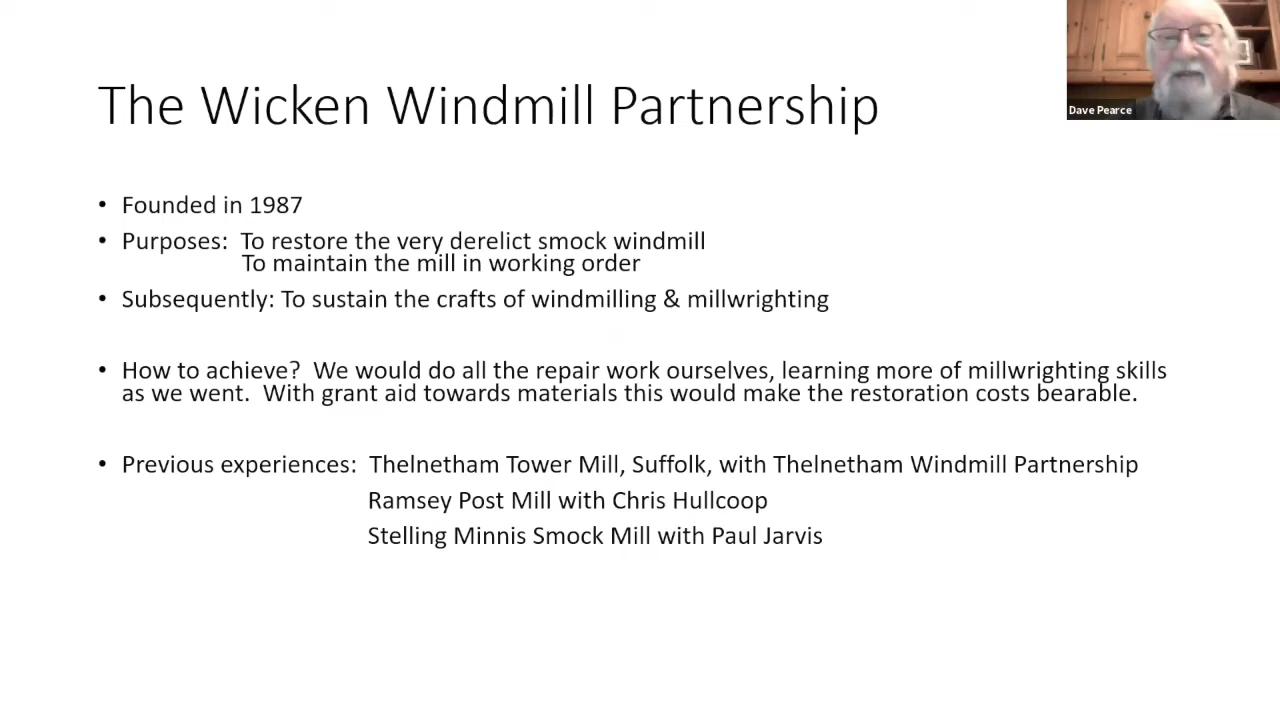 The Wicken Windmill Partnership
Dave Pearce
• Founded in 1987
• Purposes: To restore the very derelict smock windmill
To maintain the mill in working order
• Subsequently: To sustain the crafts of windmilling & millwrighting
• How to achieve? We would do all the repair work ourselves, learning more of millwrighting skills
as we went. With grant aid towards materials this would make the restoration costs bearable.
• Previous experiences: Thelnetham Tower Mill, Suffolk, with Thelnetham Windmill Partnership
Ramsey Post Mill with Chris Hullcoop
Stelling Minnis Smock Mill with Paul Jarvis